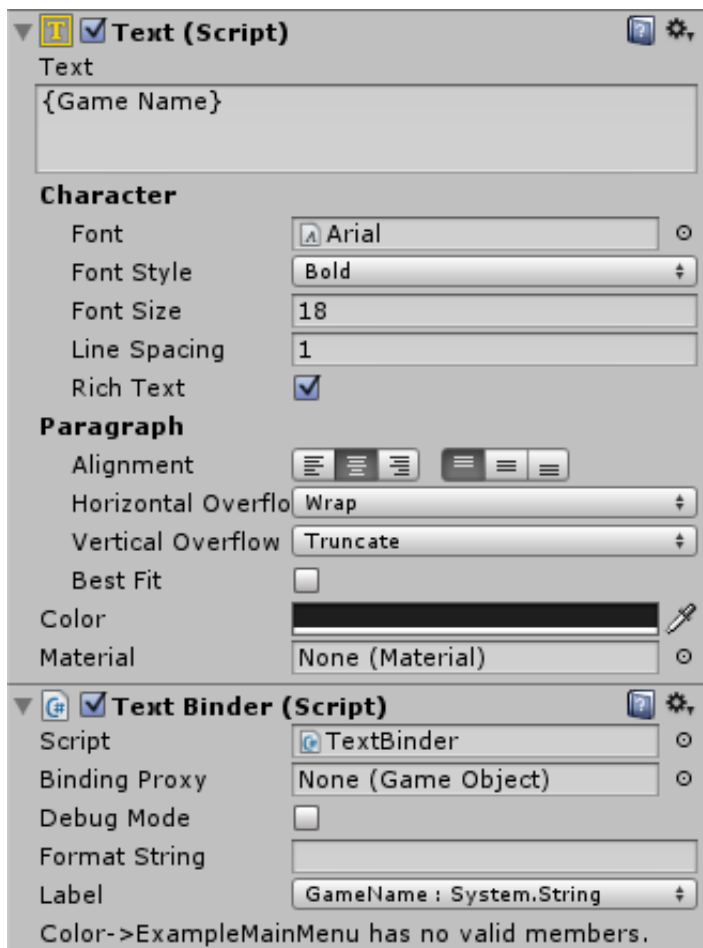 Text (Script)
Text
{Game Name}
Character
Font Arial
Font Style Bold
Font Size 18
Line Spacing 1
Rich Text
Paragraph
Alignment
Horizontal Overflo Wrap
Vertical Overflow Truncate
Best Fit
Color
Material None (Material)
Text Binder (Script)
Script TextBinder
Binding Proxy None (Game Object)
Debug Mode
Format String
Label GameName : System.String
Color->ExampleMainMenu has no valid members.